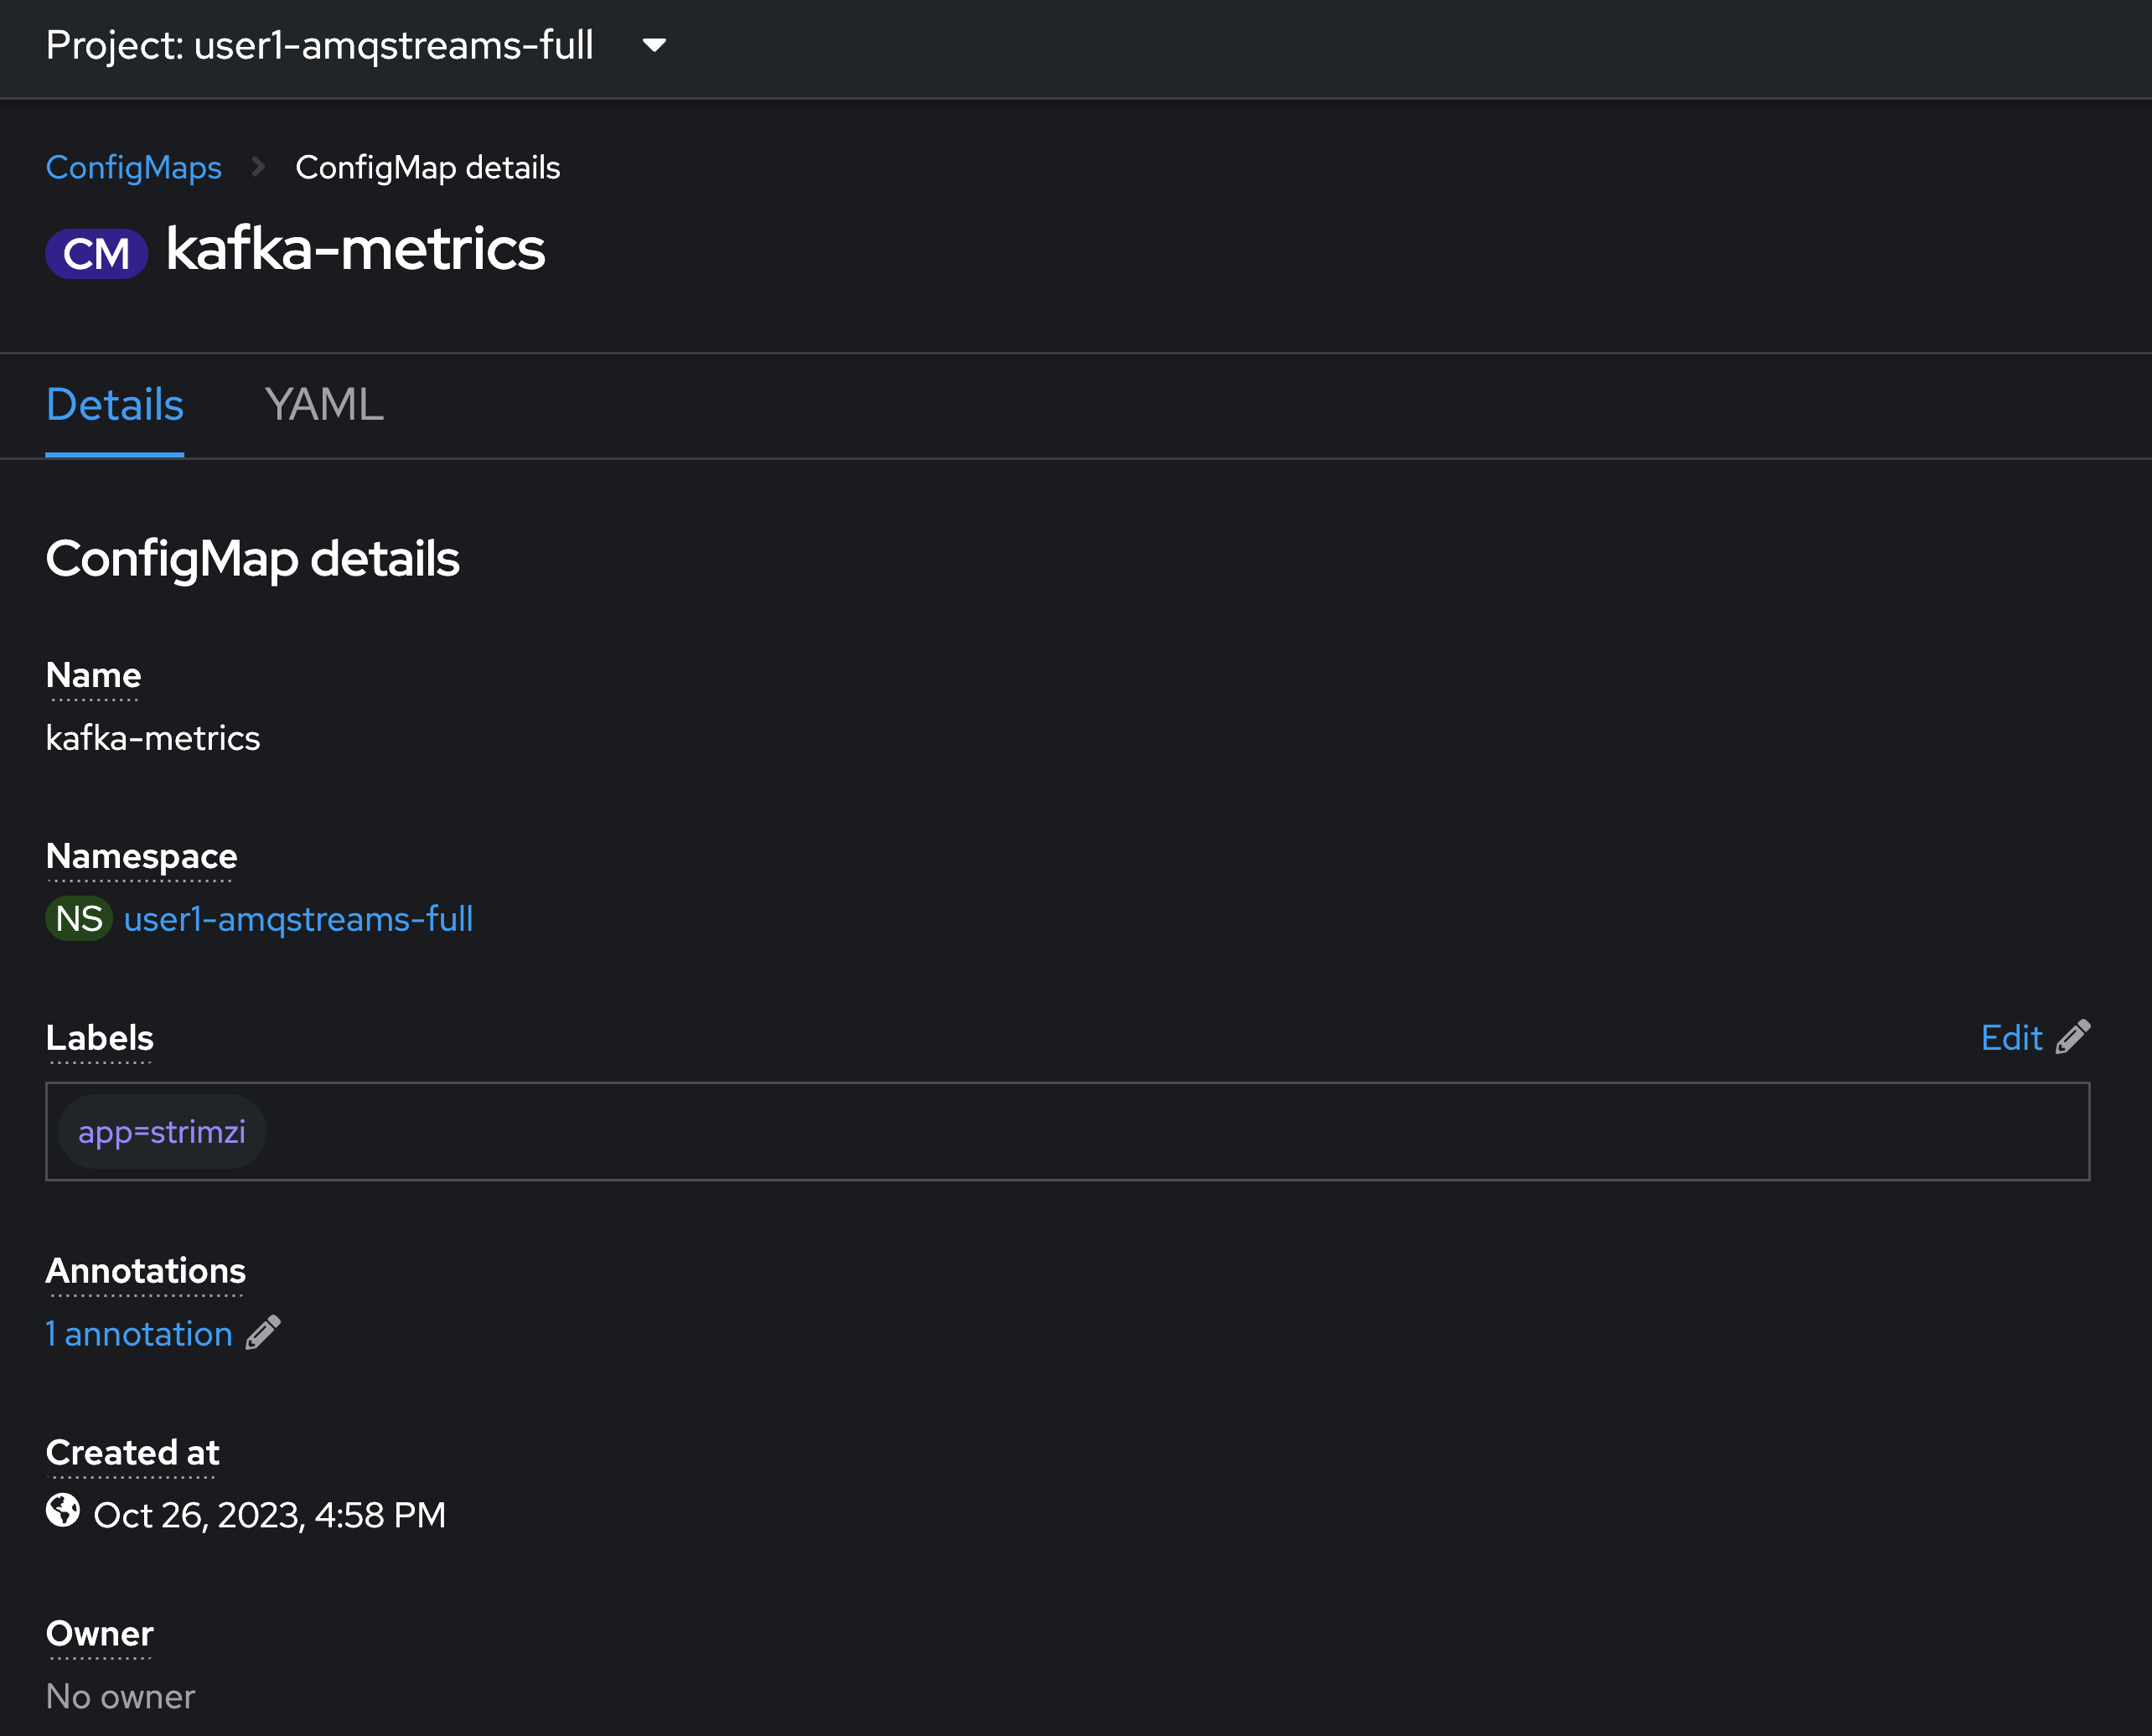 Project: user1-amqstreams-full
ConfigMaps ConfigMap details
CM kafka-metrics
Details YAML
ConfigMap details
Name
kafka-metrics
Namespace
NS user1-amqstreams-full
Labels Edit
app=strimzi
Annotations
1 annotation
Created at
Oct 26, 2023, 4:58 PM
Owner
No owner